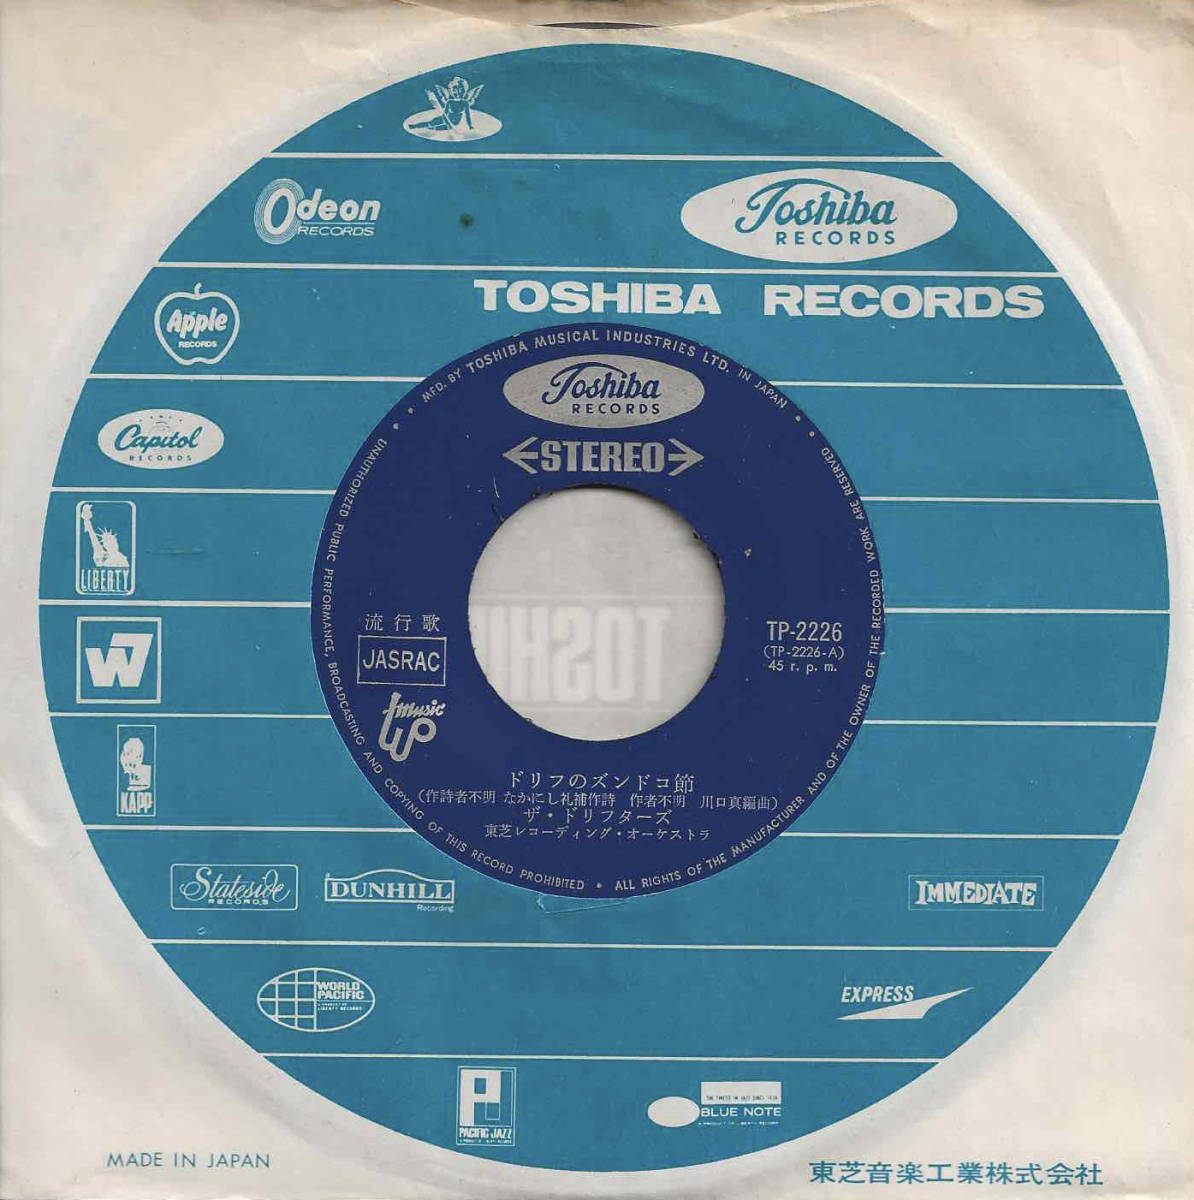 Odeon
RECORDS
Toshiba
RECORDS
TOSHIBA RECORDS
Apple
RECORDS
Capitol
RECORDS
LIBERTY
W7
KAPP
MFD. BY TOSHIBA MUSICAL INDUSTRIES LTD. IN JAPAN
UNAUTHORIZED PUBLIC PERFORMANCE, BROADCASTING AND COPYING OF THIS RECORD PROHIBITED • ALL RIGHTS OF THE MANUFACTURER AND OF THE OWNER OF THE RECORDED WORK ARE RESERVED
Toshiba
RECORDS
STEREO
流行歌
JASRAC
music
UP
TP-2226
(TP-2226-A)
45 r. p. m.
TOSHI
ドリフのズンドコ節
(作詩者不明 なかにし礼補作詩 作者不明 川口真編曲)
ザ・ドリフターズ
東芝レコーディング・オーケストラ
Stateside
RECORDS
DUNHILL
Recording
IMMEDIATE
WORLD
PACIFIC
EXPRESS
PJ
PACIFIC JAZZ
BLUE NOTE
MADE IN JAPAN
東芝音楽工業株式会社